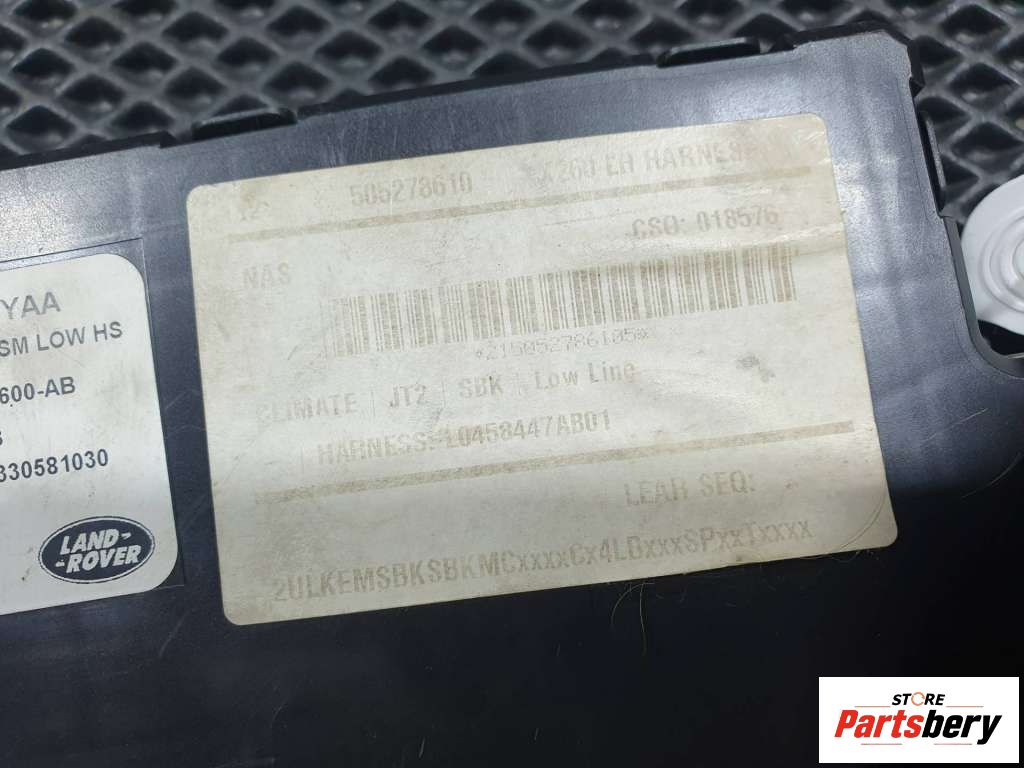 YAA
SM LOW HS
600-AB
330581030
LAND-
-ROVER
505278610 X260 LH HARNESS
CSO: 018576
NAS
*215052786105*
CLIMATE | JT2 | SBK | Low Line
HARNESS: L0458447AB01
LEAR SEQ:
2ULKEMSBKSBKMCxxxxCx4LDxxxSPxxTxxxx
STORE
Partsbery